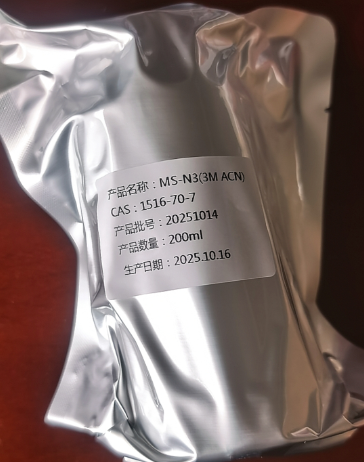 产品名称：MS-N3(3M ACN)
CAS：1516-70-7
产品批号：20251014
产品数量：200ml
生产日期：2025.10.16